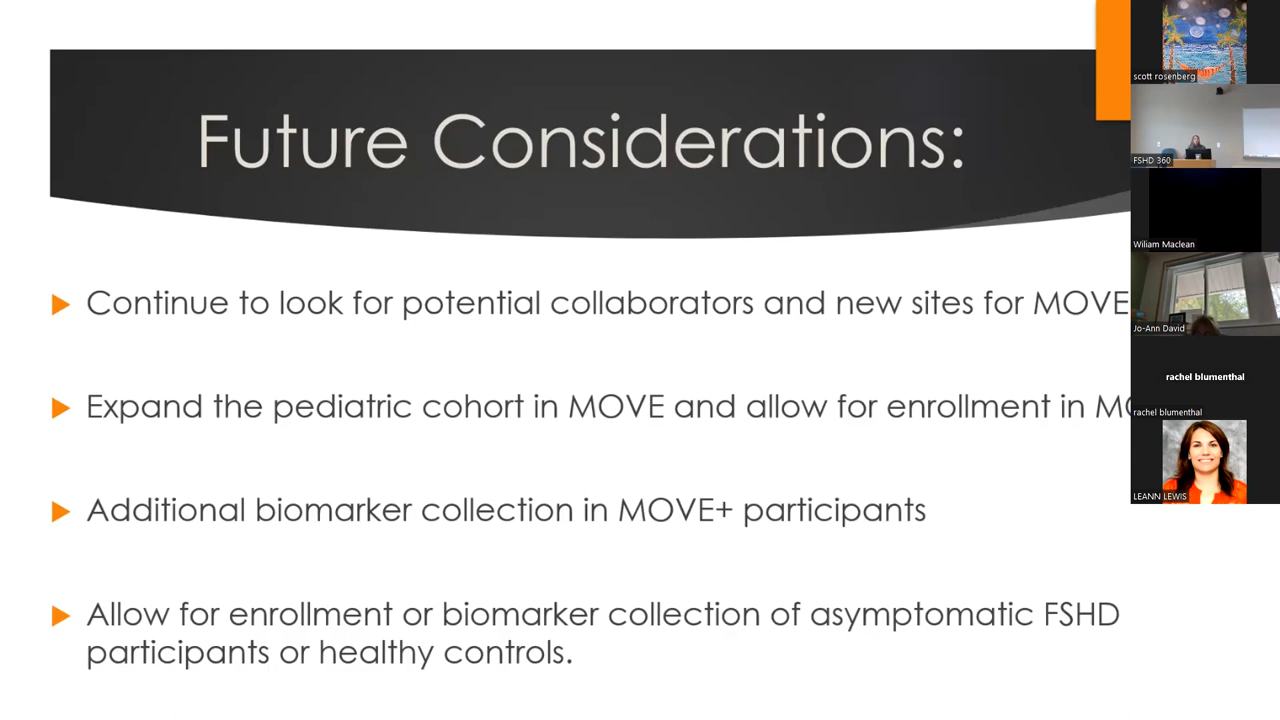 Future Considerations:
Continue to look for potential collaborators and new sites for MOVE
Expand the pediatric cohort in MOVE and allow for enrollment in
Additional biomarker collection in MOVE+ participants
Allow for enrollment or biomarker collection of asymptomatic FSHD
participants or healthy controls.
scott rosenberg
FSHD 360
Wiliam Maclean
Jo-Ann David
rachel blumenthal
rachel blumenthal
LEANN LEWIS